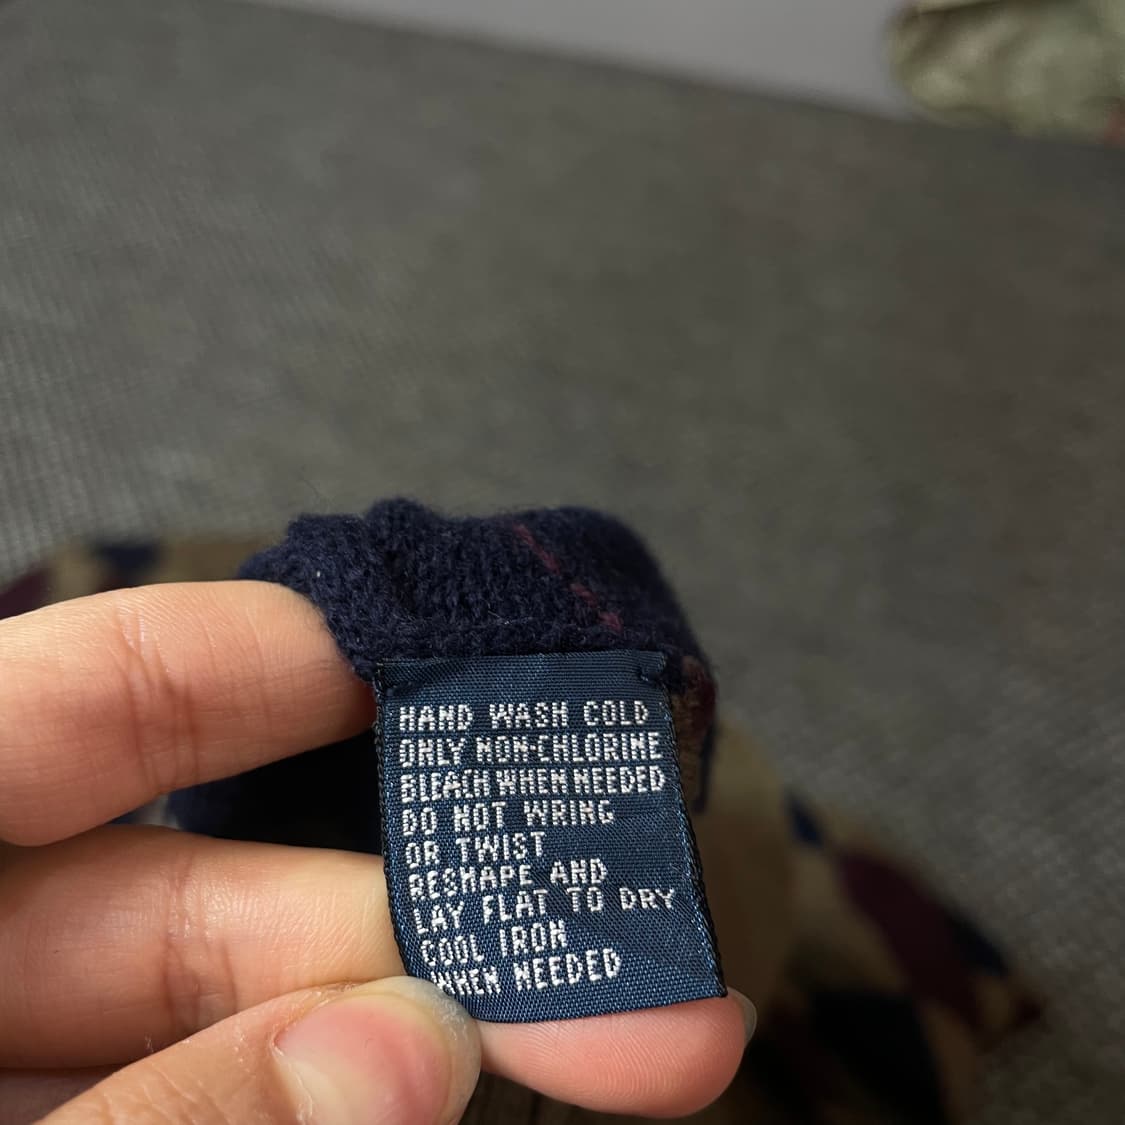 HAND WASH COLD
ONLY NON-CHLORINE
BLEACH WHEN NEEDED
DO NOT WRING
OR TWIST
RESHAPE AND
LAY FLAT TO DRY
COOL IRON
WHEN NEEDED